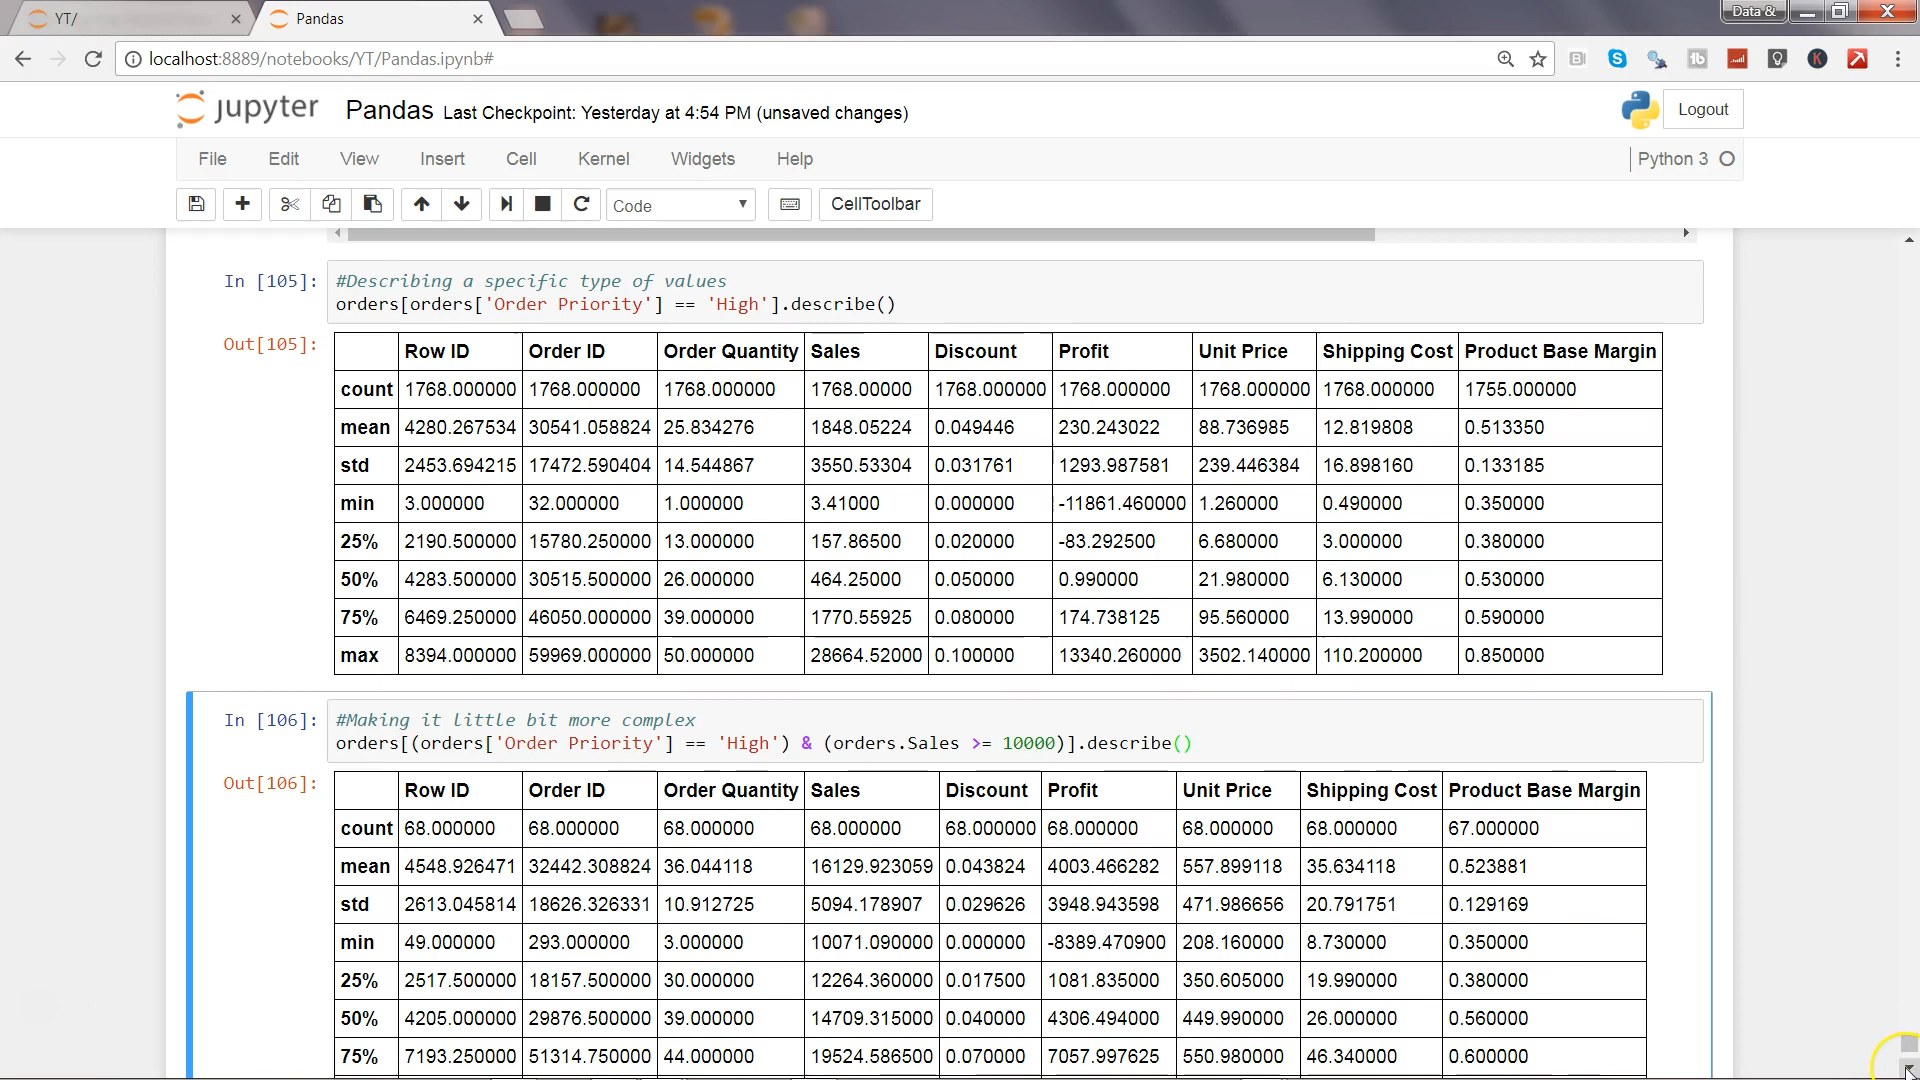 YT/
Pandas
Data &
localhost:8889/notebooks/YT/Pandas.ipynb#
jupyter Pandas Last Checkpoint: Yesterday at 4:54 PM (unsaved changes)
Logout
File Edit View Insert Cell Kernel Widgets Help
Python 3
Code
CellToolbar
In [105]: #Describing a specific type of values
orders[orders['Order Priority'] == 'High'].describe()
Out[105]:
Row ID Order ID Order Quantity Sales Discount Profit Unit Price Shipping Cost Product Base Margin
count 1768.000000 1768.000000 1768.000000 1768.00000 1768.000000 1768.000000 1768.000000 1768.000000 1755.000000
mean 4280.267534 30541.058824 25.834276 1848.05224 0.049446 230.243022 88.736985 12.819808 0.513350
std 2453.694215 17472.590404 14.544867 3550.53304 0.031761 1293.987581 239.446384 16.898160 0.133185
min 3.000000 32.000000 1.000000 3.41000 0.000000 -11861.460000 1.260000 0.490000 0.350000
25% 2190.500000 15780.250000 13.000000 157.86500 0.020000 -83.292500 6.680000 3.000000 0.380000
50% 4283.500000 30515.500000 26.000000 464.25000 0.050000 0.990000 21.980000 6.130000 0.530000
75% 6469.250000 46050.000000 39.000000 1770.55925 0.080000 174.738125 95.560000 13.990000 0.590000
max 8394.000000 59969.000000 50.000000 28664.52000 0.100000 13340.260000 3502.140000 110.200000 0.850000
In [106]: #Making it little bit more complex
orders[(orders['Order Priority'] == 'High') & (orders.Sales >= 10000)].describe()
Out[106]:
Row ID Order ID Order Quantity Sales Discount Profit Unit Price Shipping Cost Product Base Margin
count 68.000000 68.000000 68.000000 68.000000 68.000000 68.000000 68.000000 68.000000 67.000000
mean 4548.926471 32442.308824 36.044118 16129.923059 0.043824 4003.466282 557.899118 35.634118 0.523881
std 2613.045814 18626.326331 10.912725 5094.178907 0.029626 3948.943598 471.986656 20.791751 0.129169
min 49.000000 293.000000 3.000000 10071.090000 0.000000 -8389.470900 208.160000 8.730000 0.350000
25% 2517.500000 18157.500000 30.000000 12264.360000 0.017500 1081.835000 350.605000 19.990000 0.380000
50% 4205.000000 29876.500000 39.000000 14709.315000 0.040000 4306.494000 449.990000 26.000000 0.560000
75% 7193.250000 51314.750000 44.000000 19524.586500 0.070000 7057.997625 550.980000 46.340000 0.600000